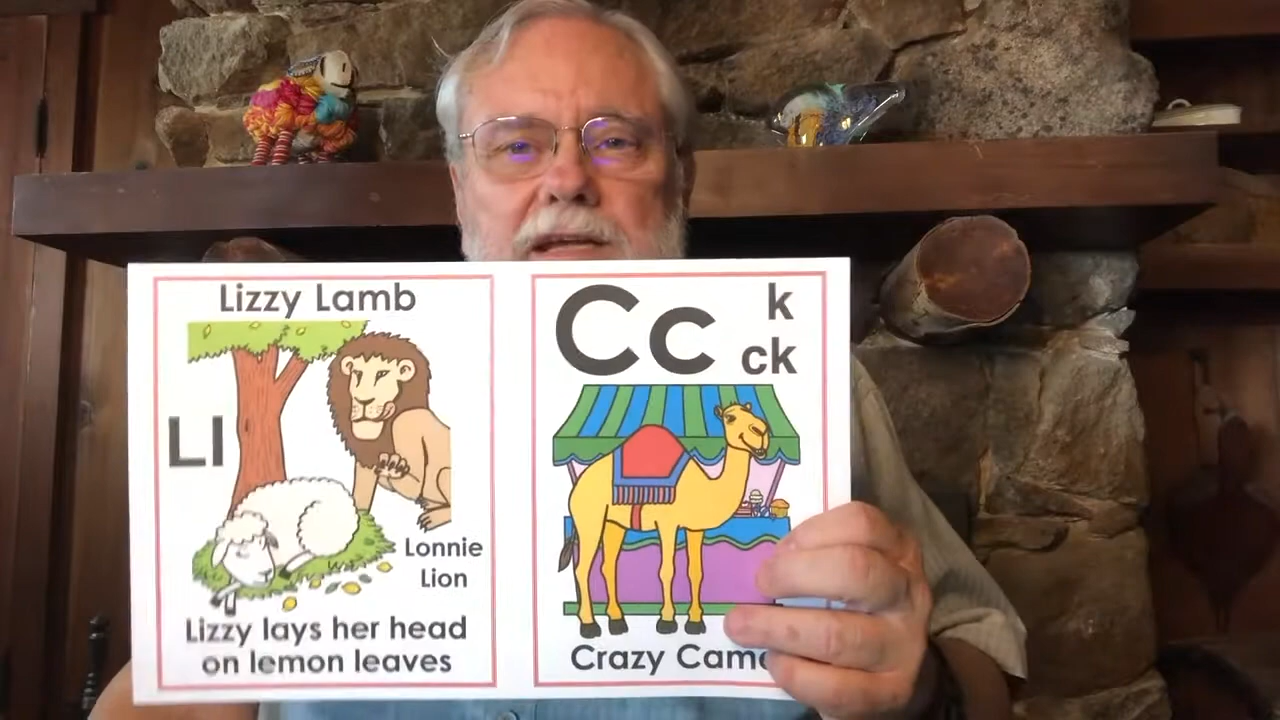 Lizzy Lamb
Ll
Lonnie
Lion
Lizzy lays her head
on lemon leaves
Cc
k
ck
Crazy